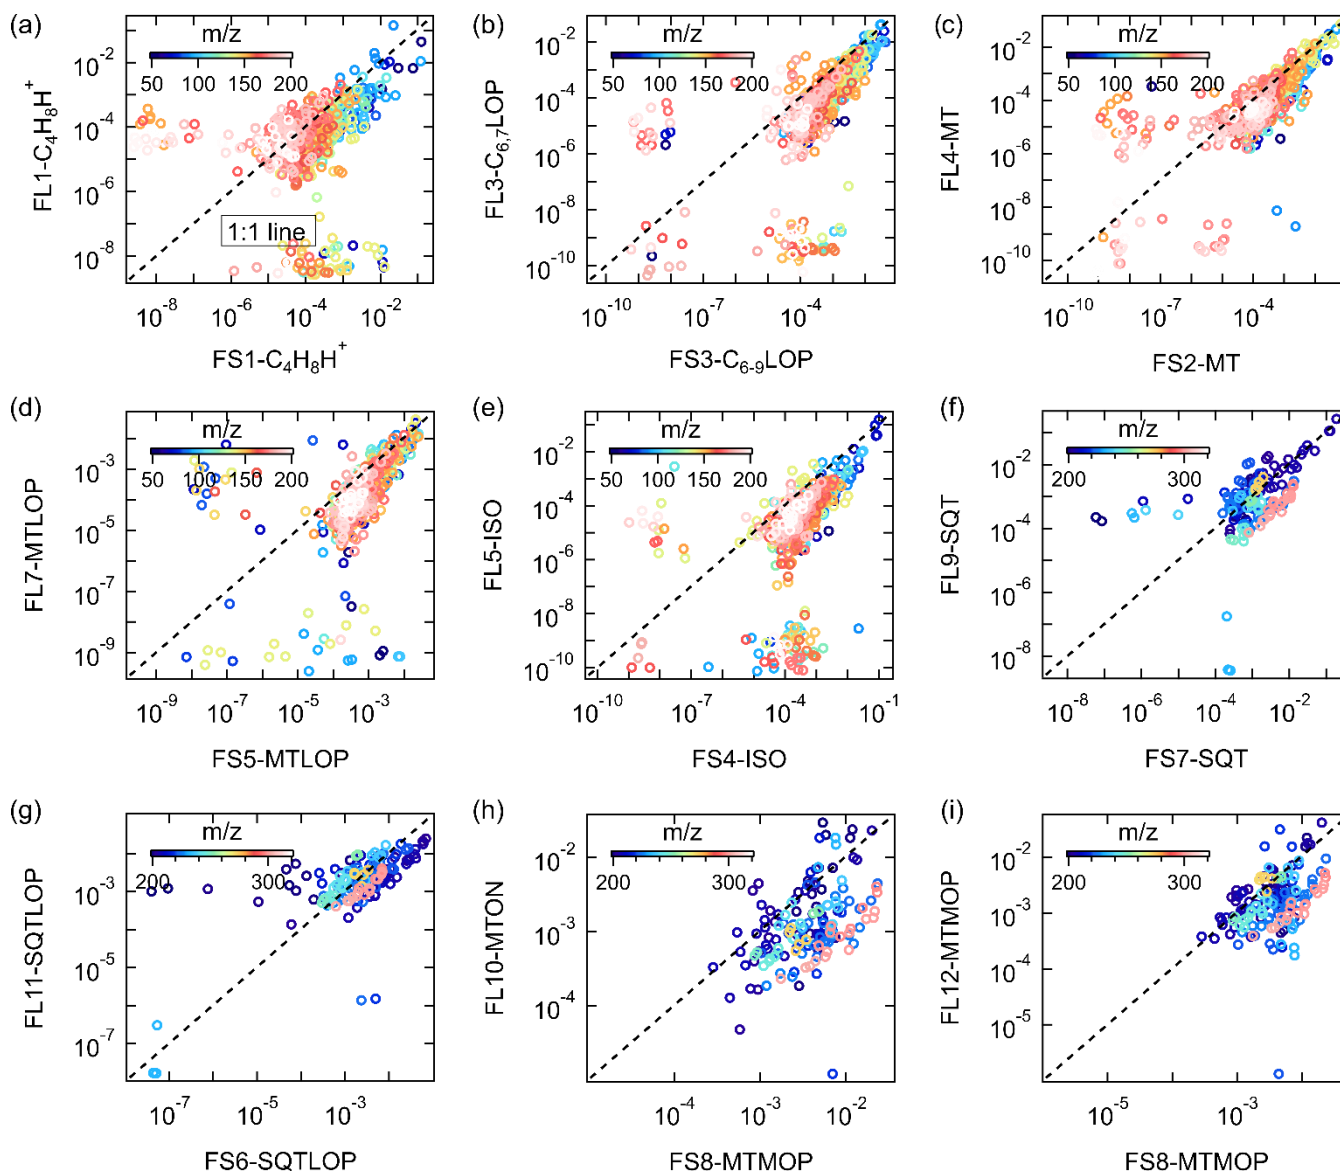 (a)
m/z
50 100 150 200
10⁻²
10⁻⁴
10⁻⁶
10⁻⁸
FL1-C₄H₈H⁺
1:1 line
10⁻⁸ 10⁻⁶ 10⁻⁴ 10⁻²
FS1-C₄H₈H⁺
(b)
m/z
50 100 150 200
10⁻²
10⁻⁴
10⁻⁶
10⁻⁸
10⁻¹⁰
FL3-C₆,₇LOP
10⁻¹⁰ 10⁻⁷ 10⁻⁴
FS3-C₆₋₉LOP
(c)
m/z
50 100 150 200
10⁻²
10⁻⁴
10⁻⁶
10⁻⁸
10⁻¹⁰
FL4-MT
10⁻¹⁰ 10⁻⁷ 10⁻⁴
FS2-MT
(d)
m/z
50 100 150 200
10⁻³
10⁻⁵
10⁻⁷
10⁻⁹
FL7-MTLOP
10⁻⁹ 10⁻⁷ 10⁻⁵ 10⁻³
FS5-MTLOP
(e)
m/z
50 100 150 200
10⁻²
10⁻⁴
10⁻⁶
10⁻⁸
10⁻¹⁰
FL5-ISO
10⁻¹⁰ 10⁻⁷ 10⁻⁴ 10⁻¹
FS4-ISO
(f)
m/z
200 300
10⁻²
10⁻⁴
10⁻⁶
10⁻⁸
FL9-SQT
10⁻⁸ 10⁻⁶ 10⁻⁴ 10⁻²
FS7-SQT
(g)
m/z
200 300
10⁻³
10⁻⁵
10⁻⁷
FL11-SQTLOP
10⁻⁷ 10⁻⁵ 10⁻³
FS6-SQTLOP
(h)
m/z
200 300
10⁻²
10⁻³
10⁻⁴
FL10-MTON
10⁻⁴ 10⁻³ 10⁻²
FS8-MTMOP
(i)
m/z
200 300
10⁻²
10⁻³
10⁻⁴
10⁻⁵
FL12-MTMOP
10⁻⁵ 10⁻³
FS8-MTMOP